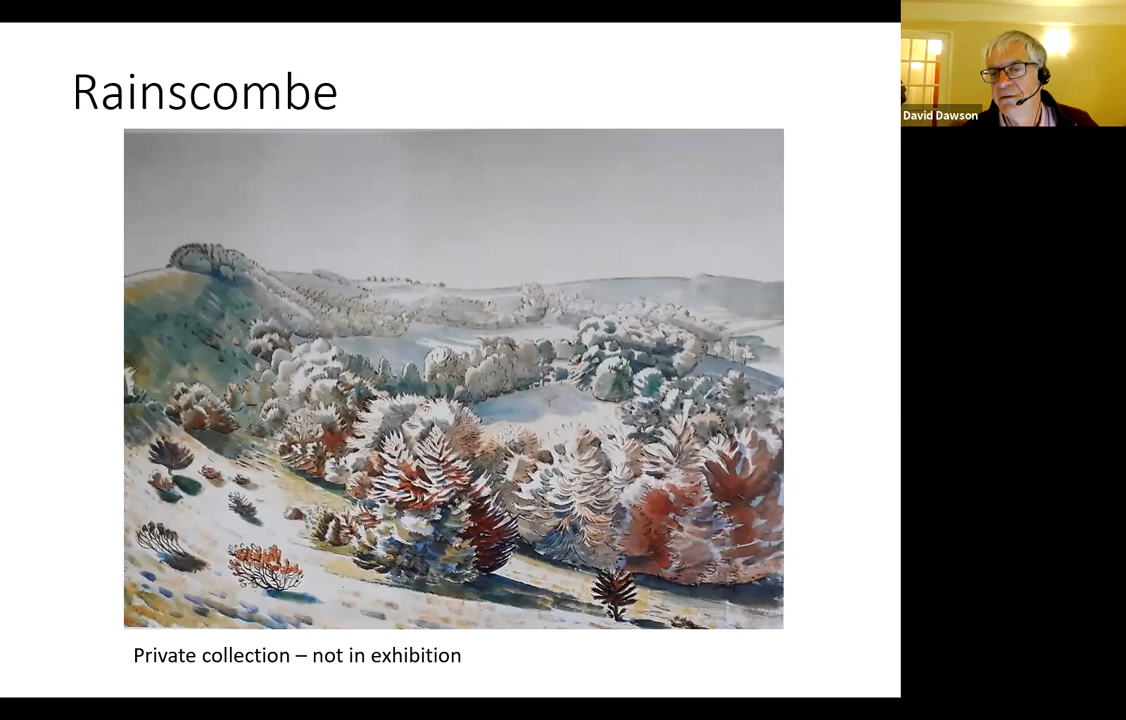 Rainscombe
David Dawson
Private collection – not in exhibition